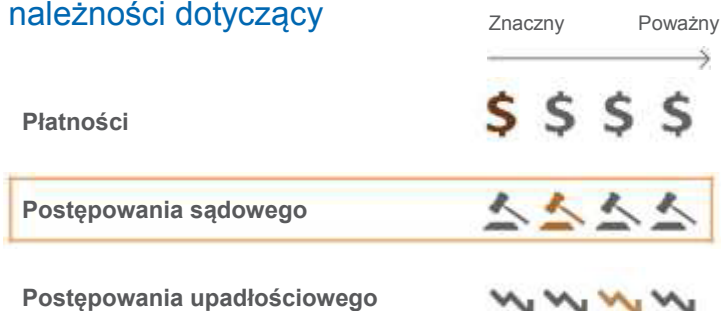 należności dotyczący
Znaczny Poważny
Płatności
$ $ $ $
Postępowania sądowego
Postępowania upadłościowego